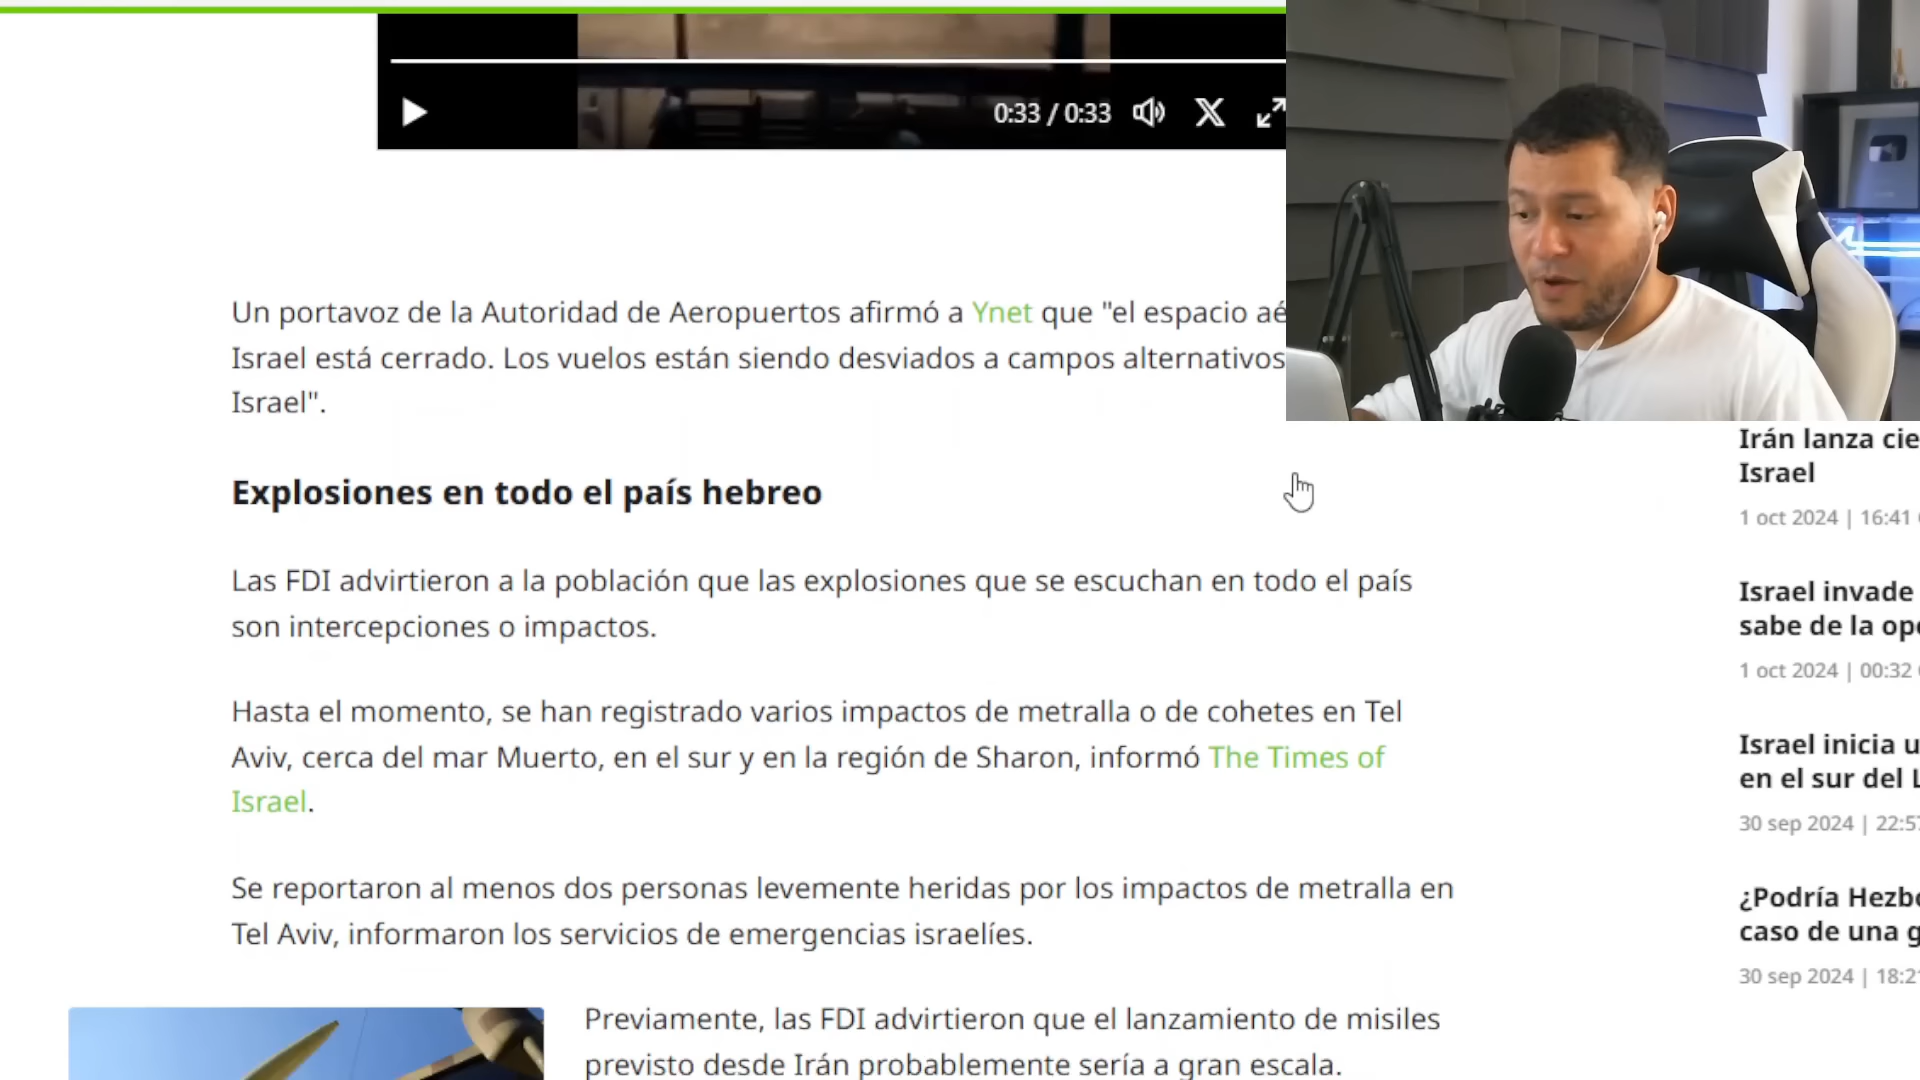 0:33 / 0:33
Un portavoz de la Autoridad de Aeropuertos afirmó a Ynet que "el espacio
Israel está cerrado. Los vuelos están siendo desviados a campos alternativos
Israel".
Explosiones en todo el país hebreo
Las FDI advirtieron a la población que las explosiones que se escuchan en todo el país
son intercepciones o impactos.
Hasta el momento, se han registrado varios impactos de metralla o de cohetes en Tel
Aviv, cerca del mar Muerto, en el sur y en la región de Sharon, informó The Times of
Israel.
Se reportaron al menos dos personas levemente heridas por los impactos de metralla en
Tel Aviv, informaron los servicios de emergencias israelíes.
Previamente, las FDI advirtieron que el lanzamiento de misiles
previsto desde Irán probablemente sería a gran escala.
Irán lanza
Israel
1 oct 2024 | 16:41
Israel invade
sabe de la
1 oct 2024 | 00:32
Israel inicia
en el sur del
30 sep 2024 |
¿Podría
caso de una
30 sep 2024 |